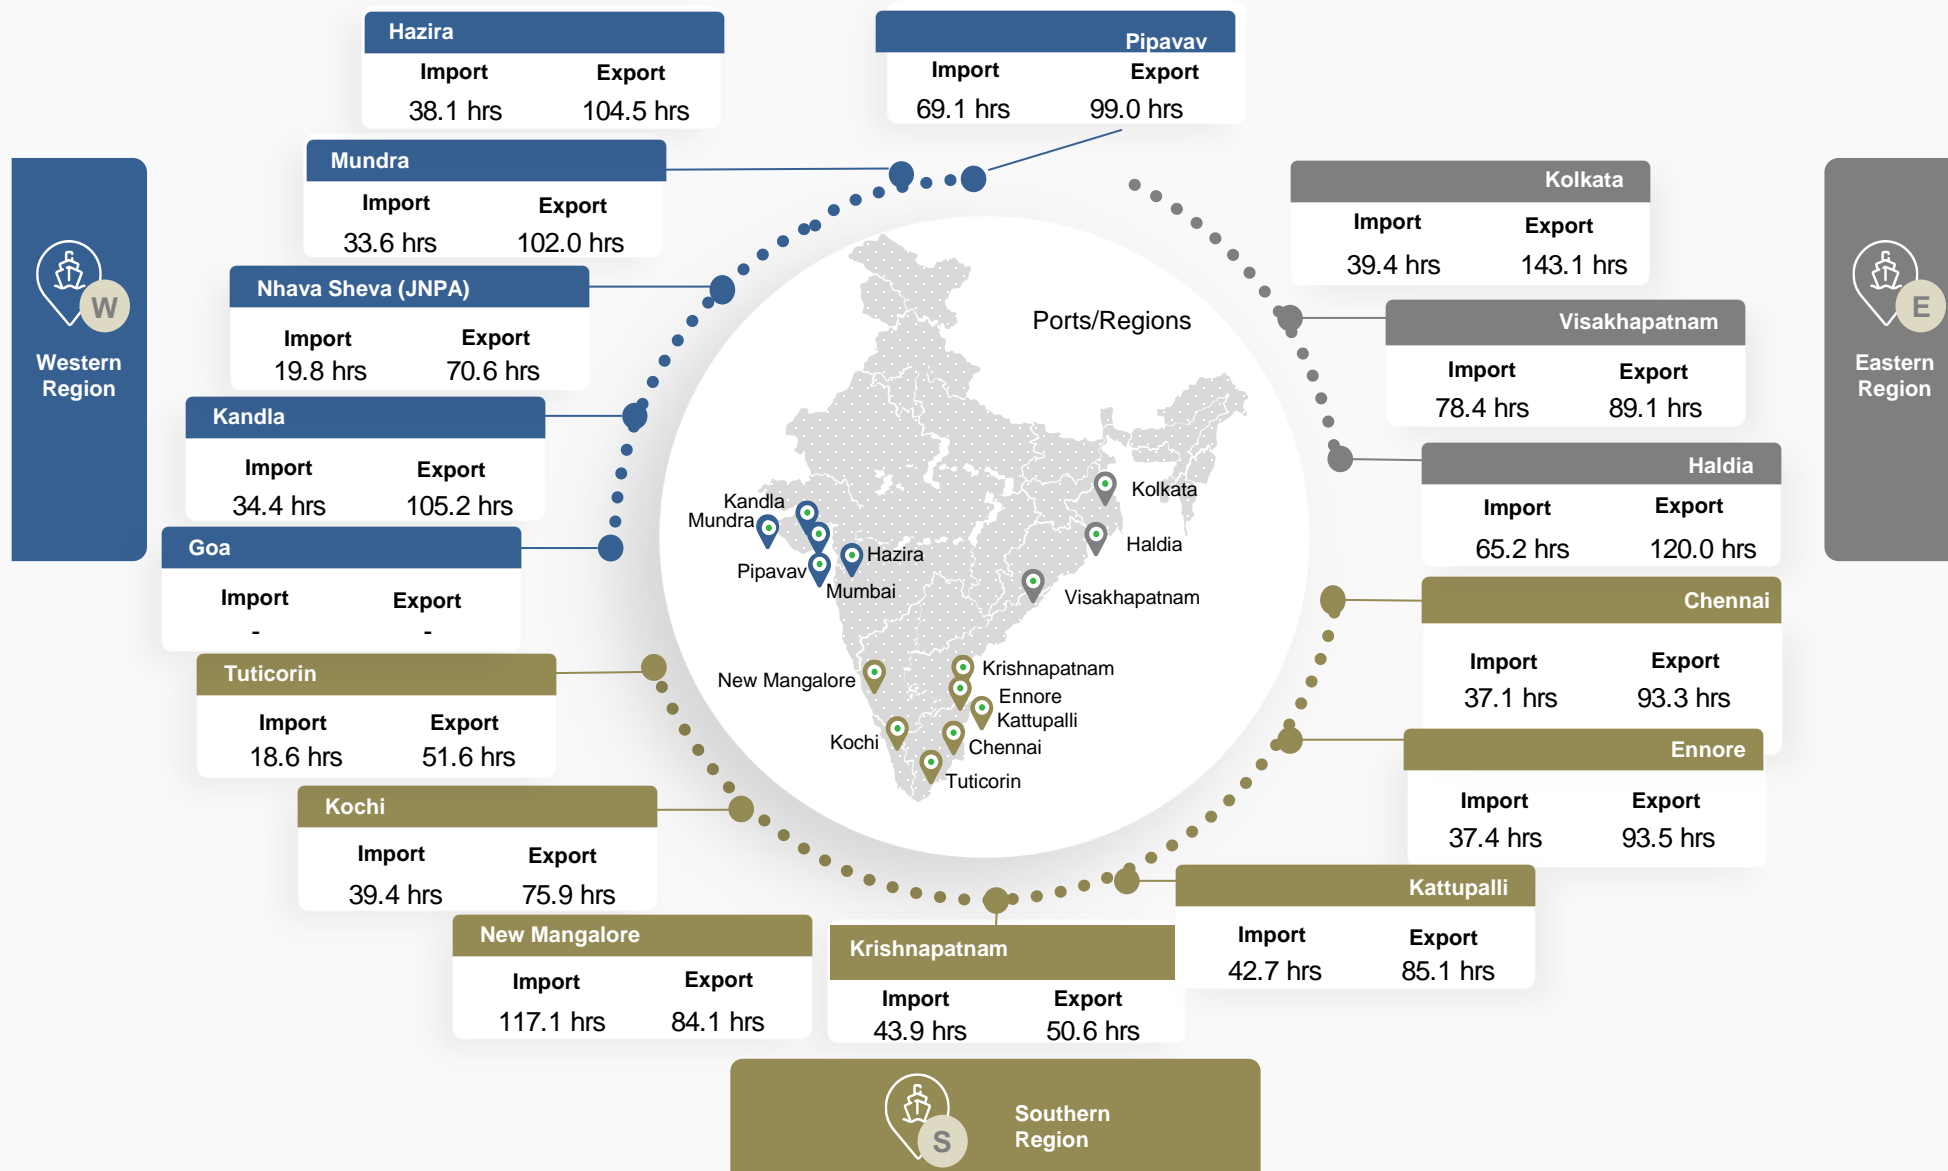 Hazira
Import Export
38.1 hrs 104.5 hrs
Pipavav
Import Export
69.1 hrs 99.0 hrs
Mundra
Import Export
33.6 hrs 102.0 hrs
Nhava Sheva (JNPA)
Import Export
19.8 hrs 70.6 hrs
Kandla
Import Export
34.4 hrs 105.2 hrs
Goa
Import Export
- -
W
Western
Region
Kolkata
Import Export
39.4 hrs 143.1 hrs
Visakhapatnam
Import Export
78.4 hrs 89.1 hrs
Haldia
Import Export
65.2 hrs 120.0 hrs
E
Eastern
Region
Ports/Regions
Kandla
Mundra
Pipavav
Hazira
Mumbai
Kolkata
Haldia
Visakhapatnam
New Mangalore
Krishnapatnam
Ennore
Kattupalli
Kochi
Chennai
Tuticorin
Tuticorin
Import Export
18.6 hrs 51.6 hrs
Kochi
Import Export
39.4 hrs 75.9 hrs
New Mangalore
Import Export
117.1 hrs 84.1 hrs
Krishnapatnam
Import Export
43.9 hrs 50.6 hrs
Chennai
Import Export
37.1 hrs 93.3 hrs
Ennore
Import Export
37.4 hrs 93.5 hrs
Kattupalli
Import Export
42.7 hrs 85.1 hrs
S
Southern
Region